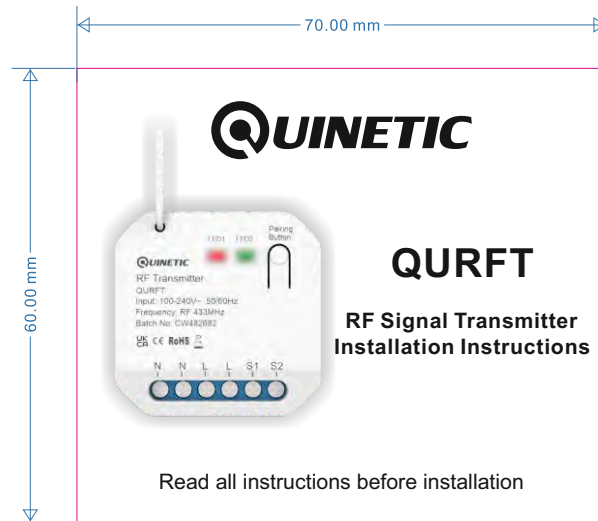 70.00 mm
60.00 mm
QUINETIC
LED1 LED2
Pairing
Button
QUINETIC
RF Transmitter
QURFT
Input: 100-240V~ 50/60Hz
Frequency: RF 433MHz
Batch No: CW482682
UK
CA CE RoHS
N N L L S1 S2
QURFT
RF Signal Transmitter
Installation Instructions
Read all instructions before installation